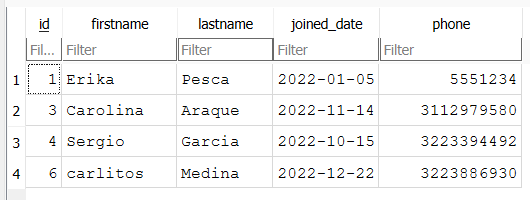 id firstname lastname joined_date phone
Fil... Filter Filter Filter Filter
1 1 Erika Pesca 2022-01-05 5551234
2 3 Carolina Araque 2022-11-14 3112979580
3 4 Sergio Garcia 2022-10-15 3223394492
4 6 carlitos Medina 2022-12-22 3223886930